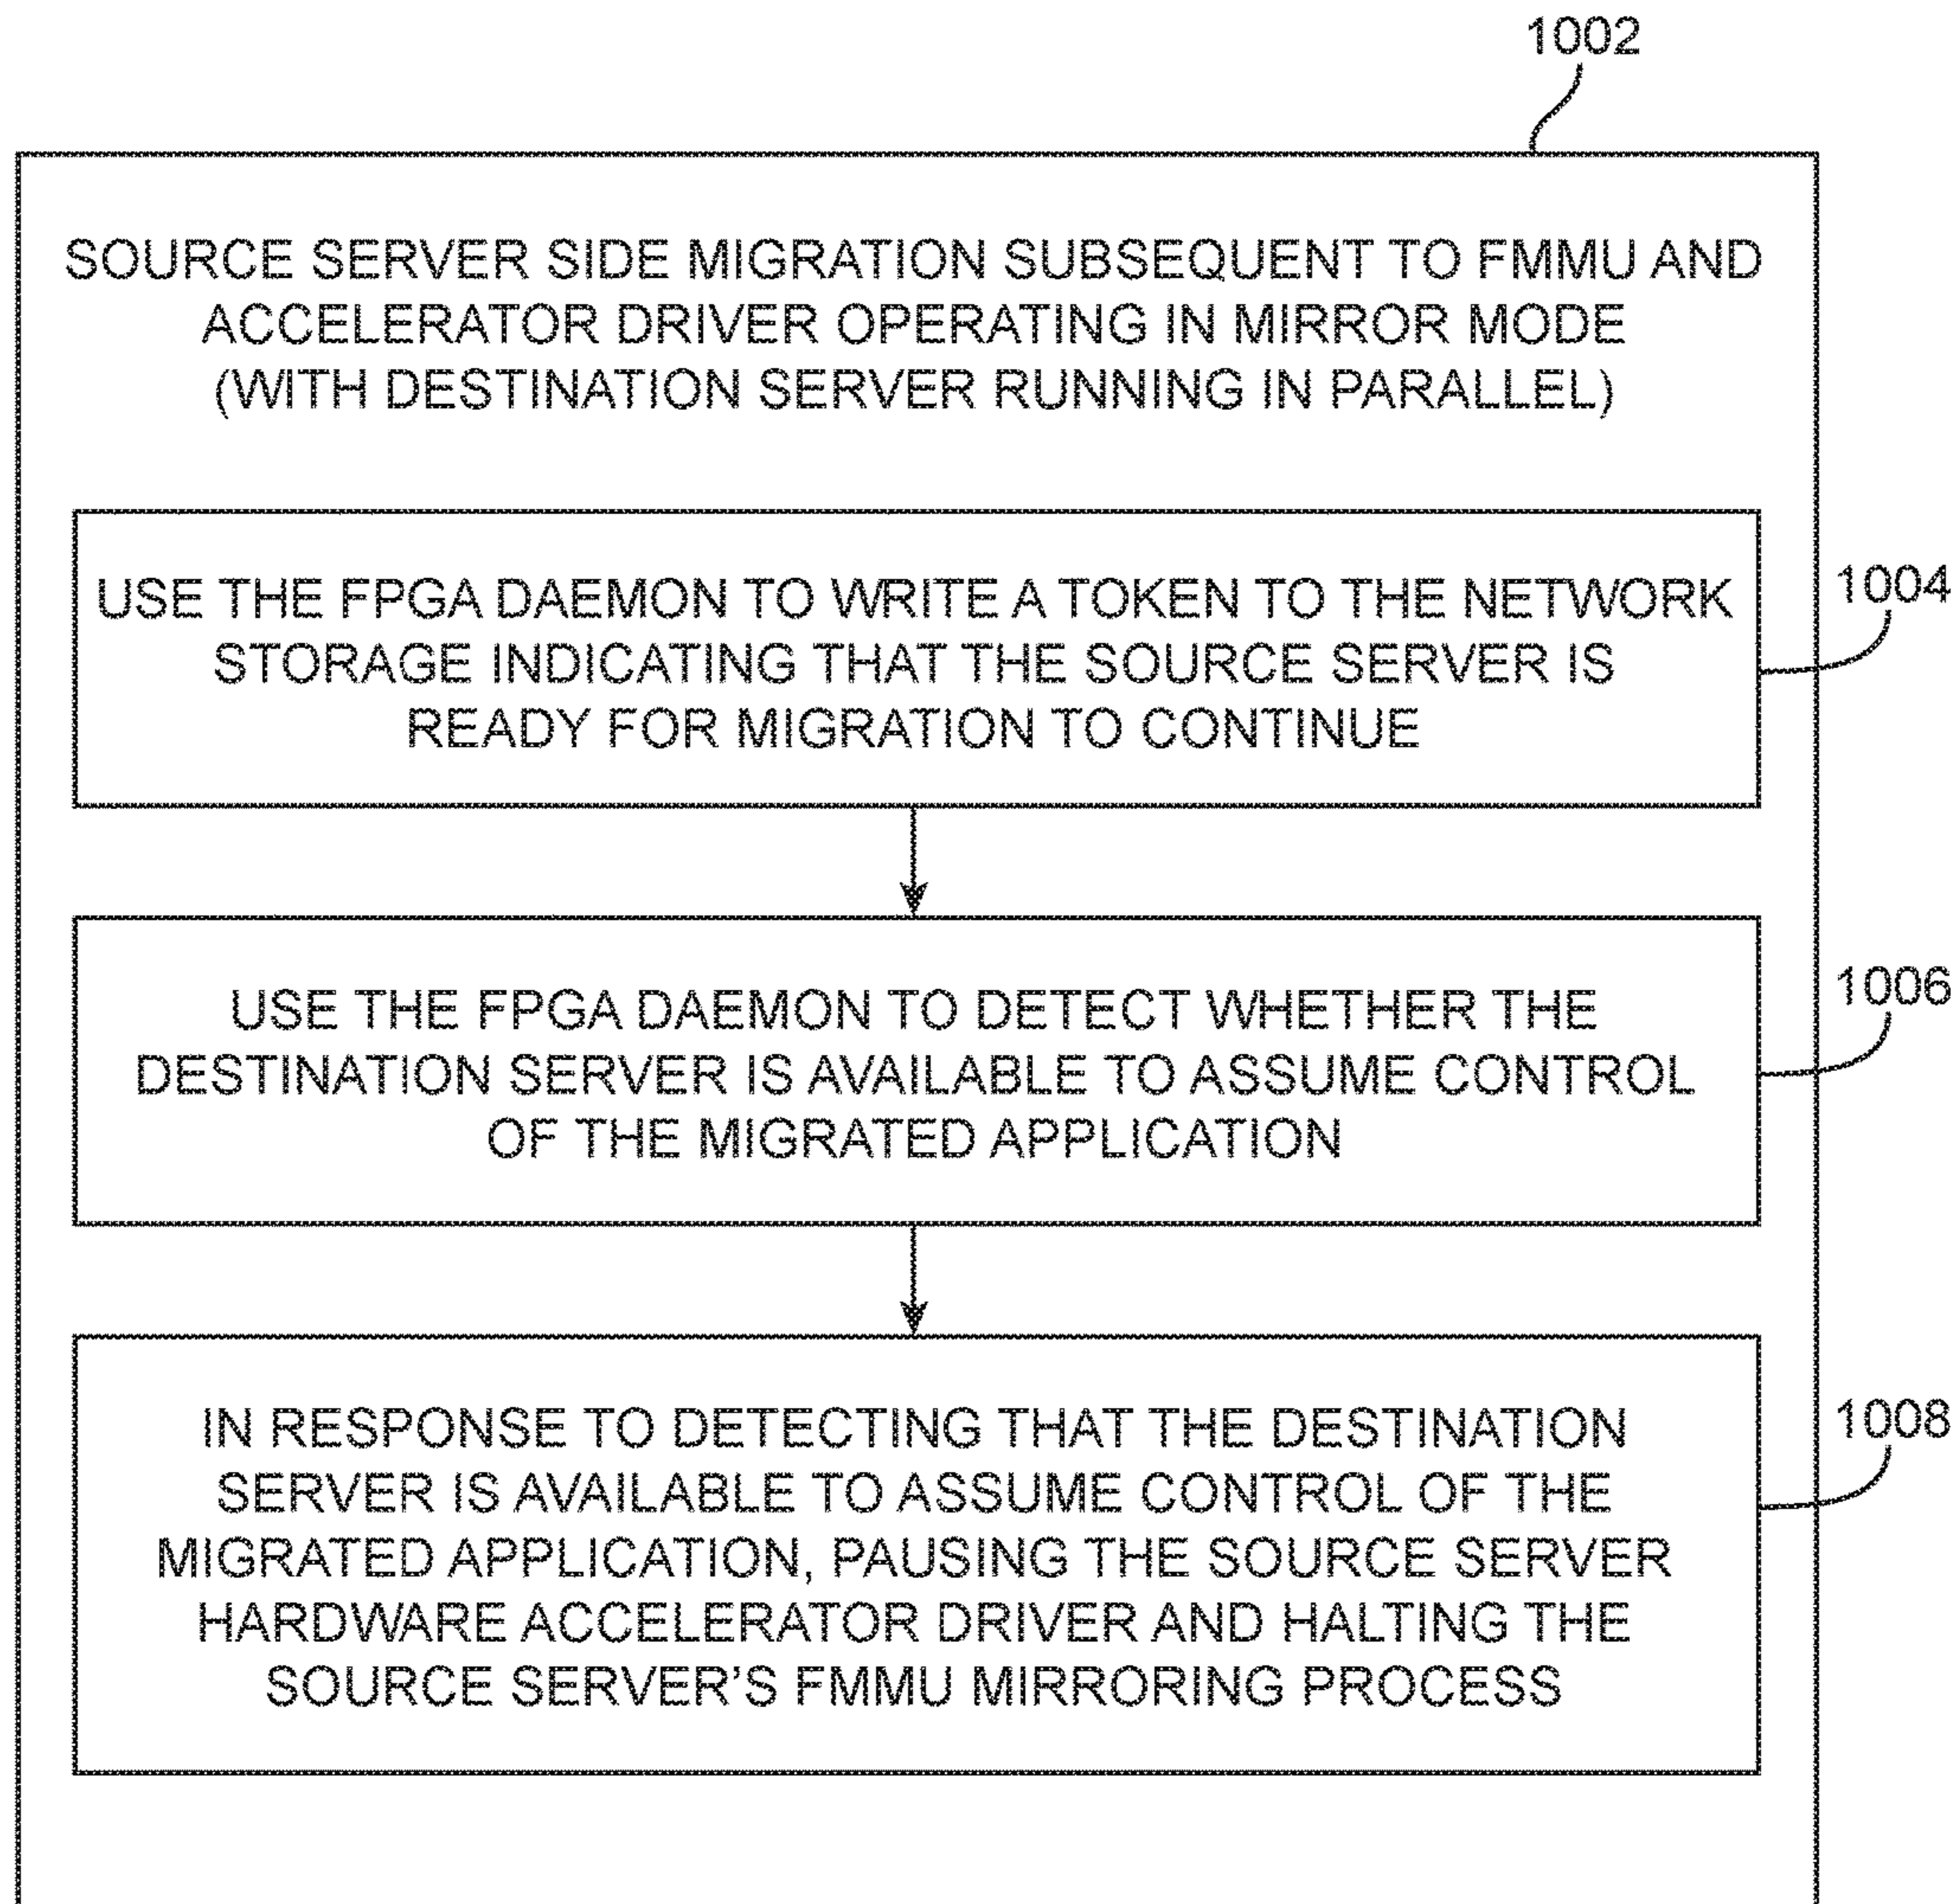 1002
SOURCE SERVER SIDE MIGRATION SUBSEQUENT TO FMMU AND
ACCELERATOR DRIVER OPERATING IN MIRROR MODE
(WITH DESTINATION SERVER RUNNING IN PARALLEL)
USE THE FPGA DAEMON TO WRITE A TOKEN TO THE NETWORK
STORAGE INDICATING THAT THE SOURCE SERVER IS
READY FOR MIGRATION TO CONTINUE
1004
USE THE FPGA DAEMON TO DETECT WHETHER THE
DESTINATION SERVER IS AVAILABLE TO ASSUME CONTROL
OF THE MIGRATED APPLICATION
1006
IN RESPONSE TO DETECTING THAT THE DESTINATION
SERVER IS AVAILABLE TO ASSUME CONTROL OF THE
MIGRATED APPLICATION, PAUSING THE SOURCE SERVER
HARDWARE ACCELERATOR DRIVER AND HALTING THE
SOURCE SERVER'S FMMU MIRRORING PROCESS
1008